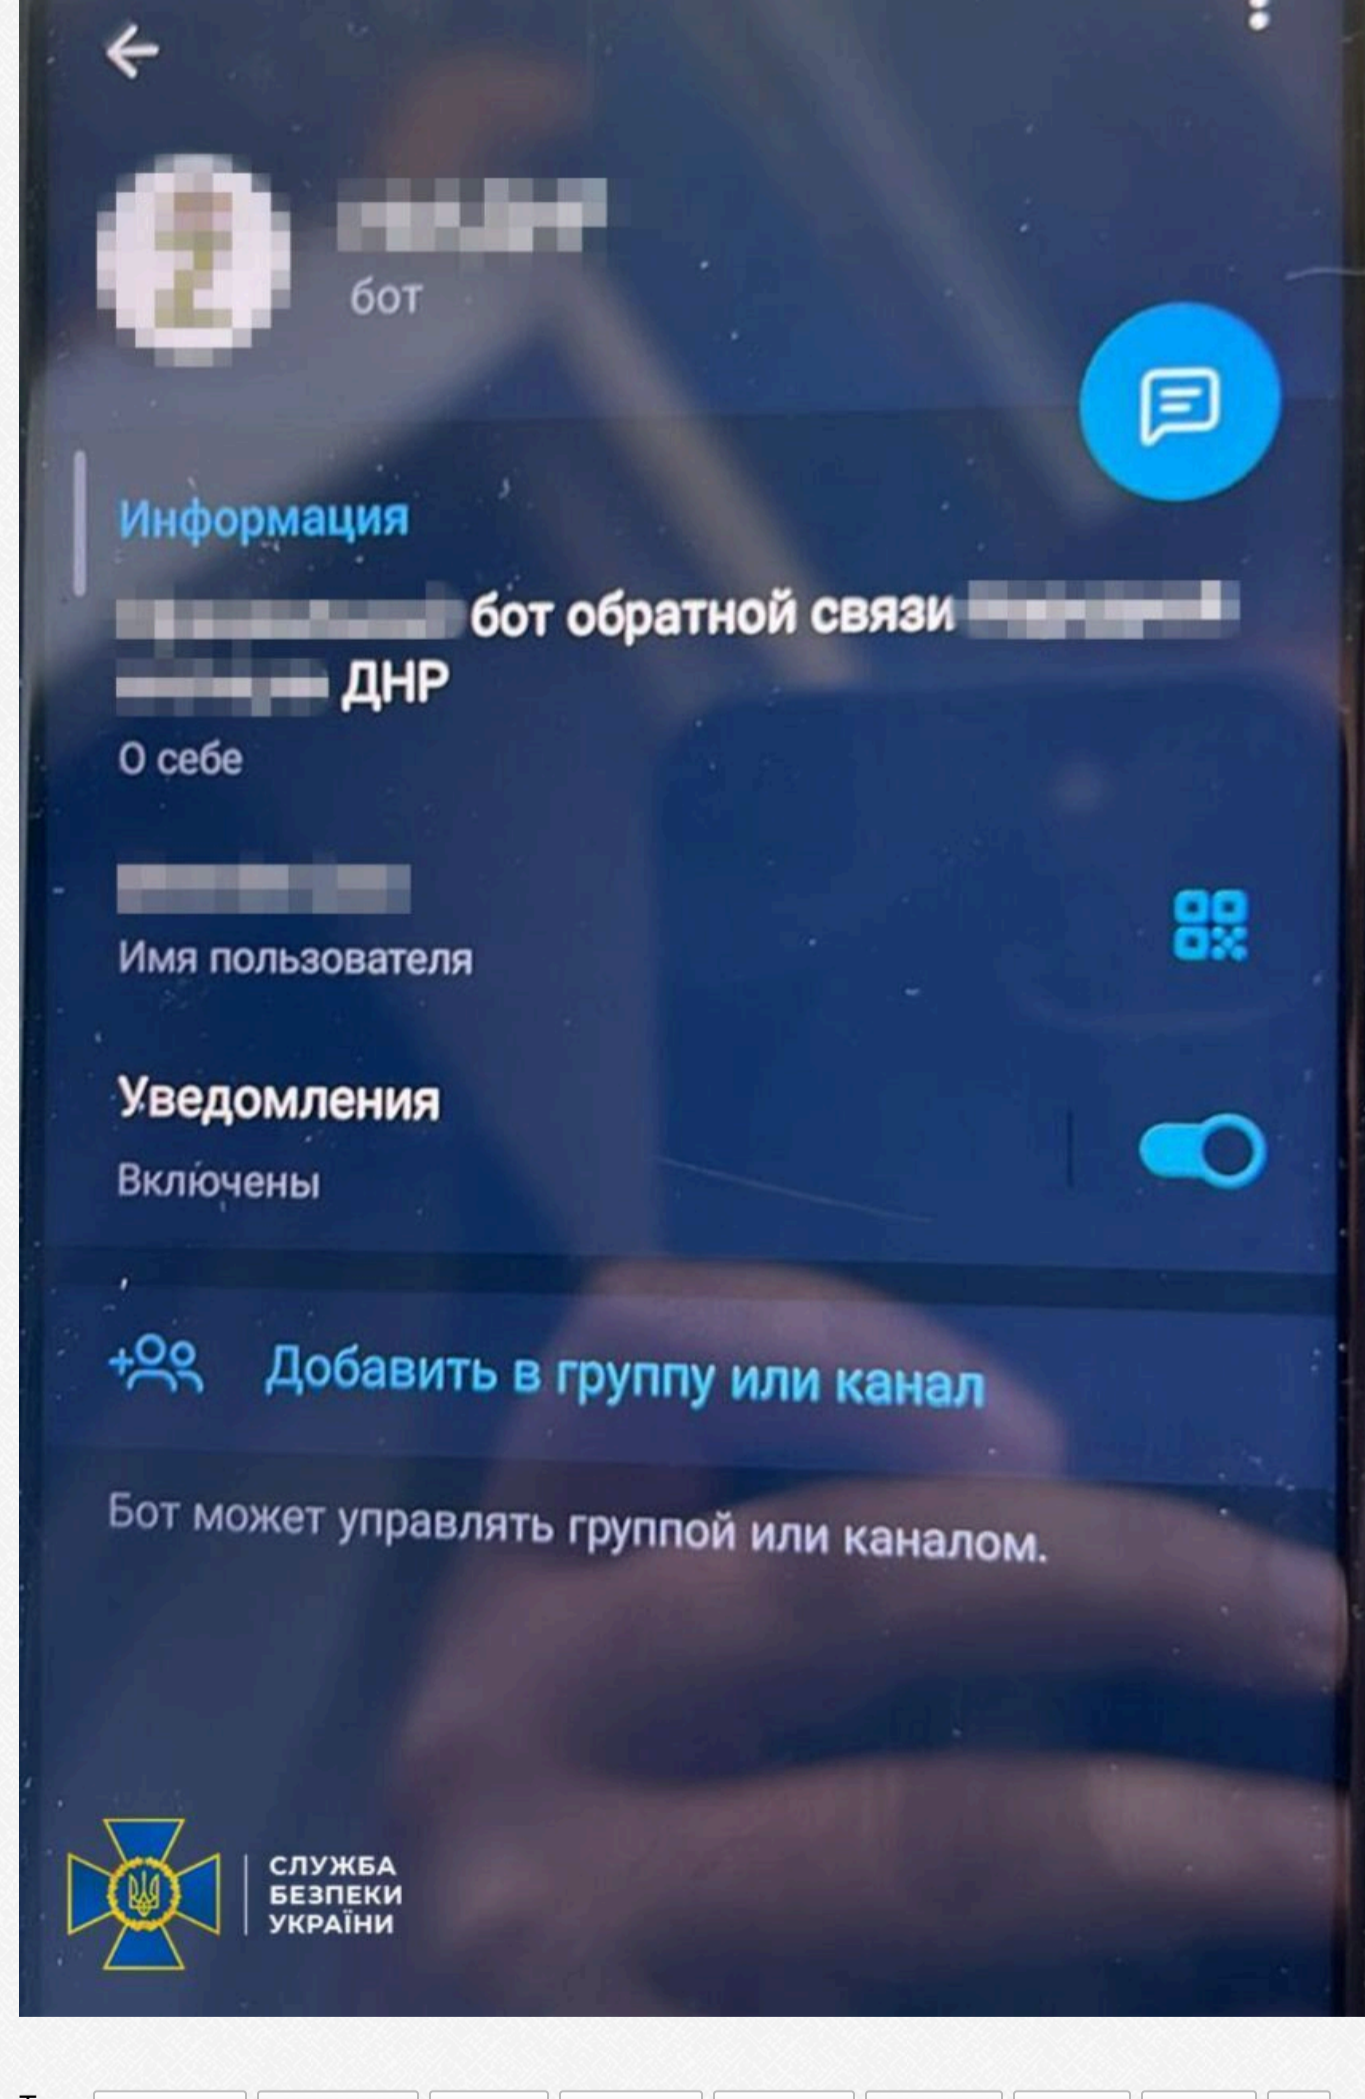 бот
Информация
бот обратной связи
ДНР
О себе
Имя пользователя
Уведомления
Включены
Добавить в группу или канал
Бот может управлять группой или каналом.
СЛУЖБА
БЕЗПЕКИ
УКРАЇНИ